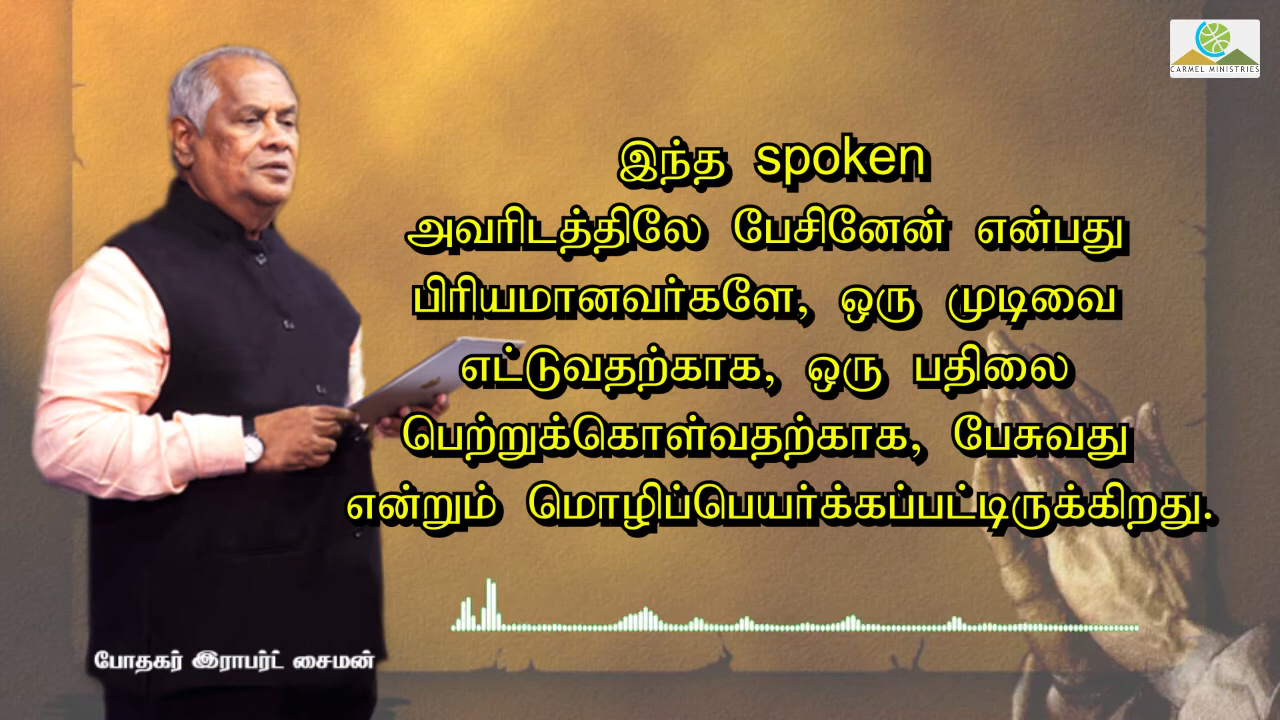 CARMEL MINISTRIES
இந்த spoken
அவரிடத்திலே பேசினேன் என்பது
பிரியமானவர்களே, ஒரு முடிவை
எட்டுவதற்காக, ஒரு பதிலை
பெற்றுக்கொள்வதற்காக, பேசுவது
என்றும் மொழிப்பெயர்க்கப்பட்டிருக்கிறது.
போதகர் இராபர்ட் சைமன்